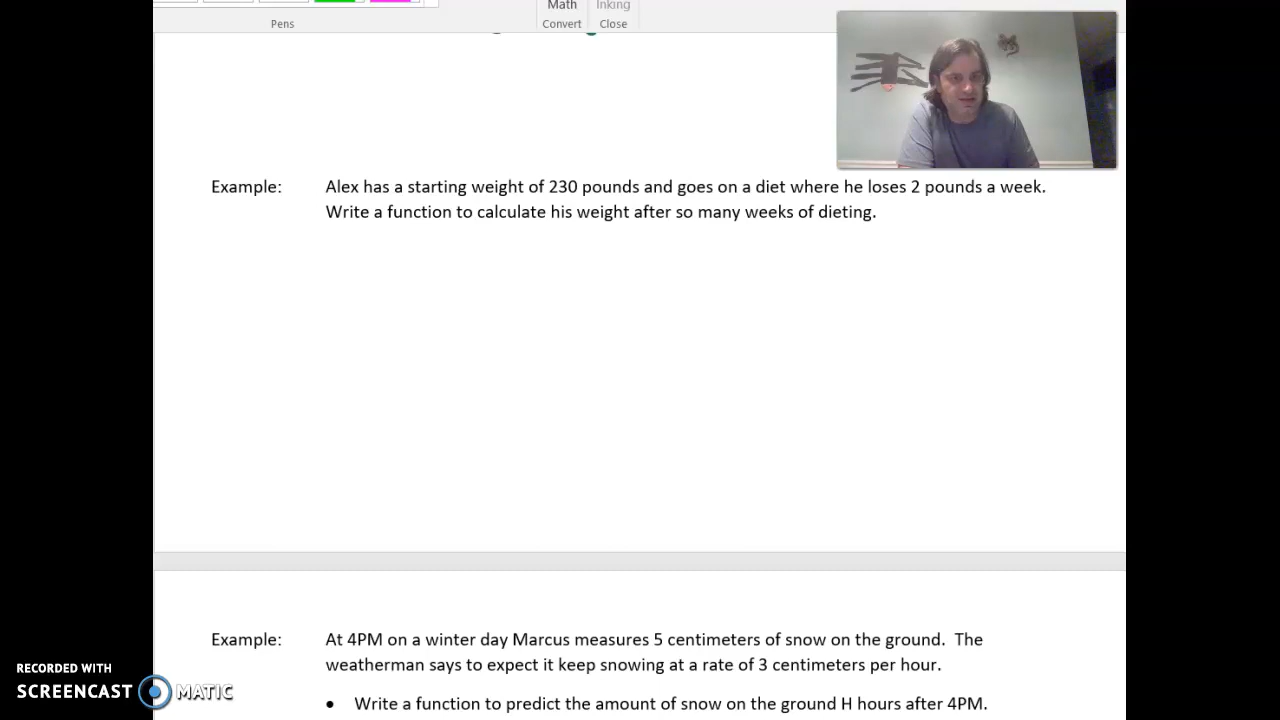 Math
Inking
Pens
Convert
Close
Example: Alex has a starting weight of 230 pounds and goes on a diet where he loses 2 pounds a week.
Write a function to calculate his weight after so many weeks of dieting.
Example: At 4PM on a winter day Marcus measures 5 centimeters of snow on the ground. The
weatherman says to expect it keep snowing at a rate of 3 centimeters per hour.
• Write a function to predict the amount of snow on the ground H hours after 4PM.
RECORDED WITH
SCREENCAST MATIC